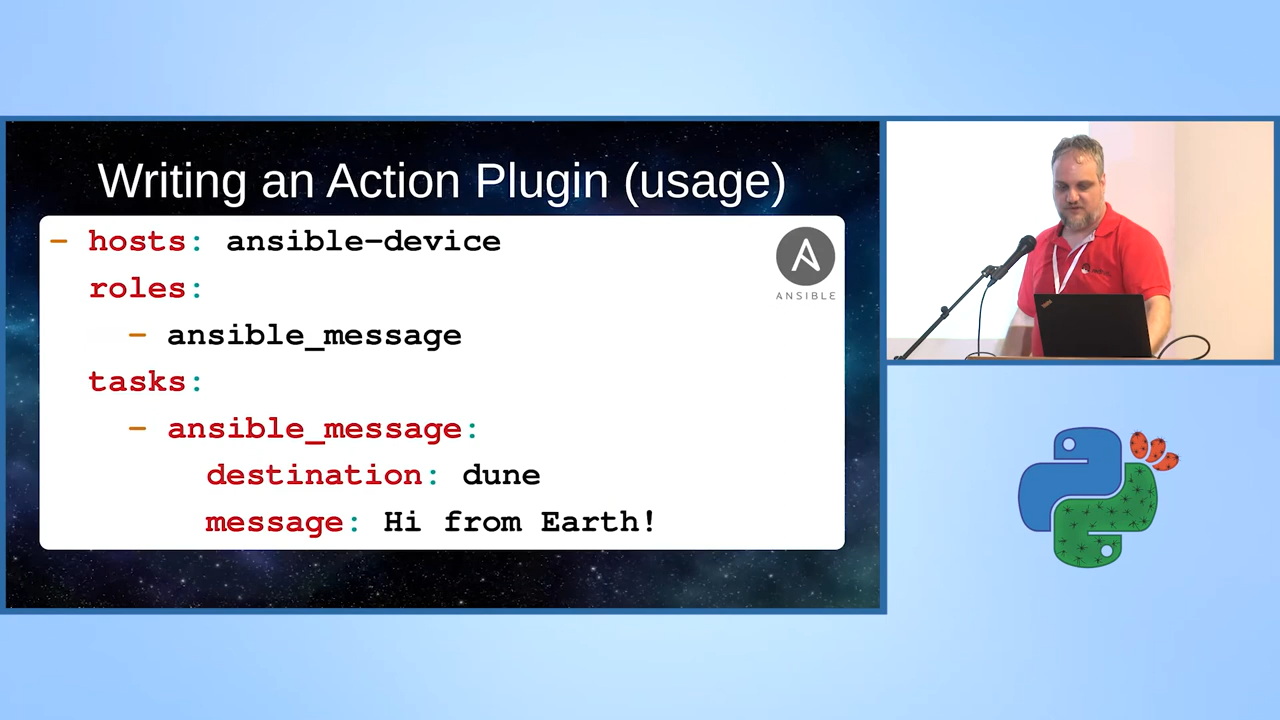 Writing an Action Plugin (usage)
- hosts: ansible-device
roles:
- ansible_message
tasks:
- ansible_message:
destination: dune
message: Hi from Earth!
ANSIBLE